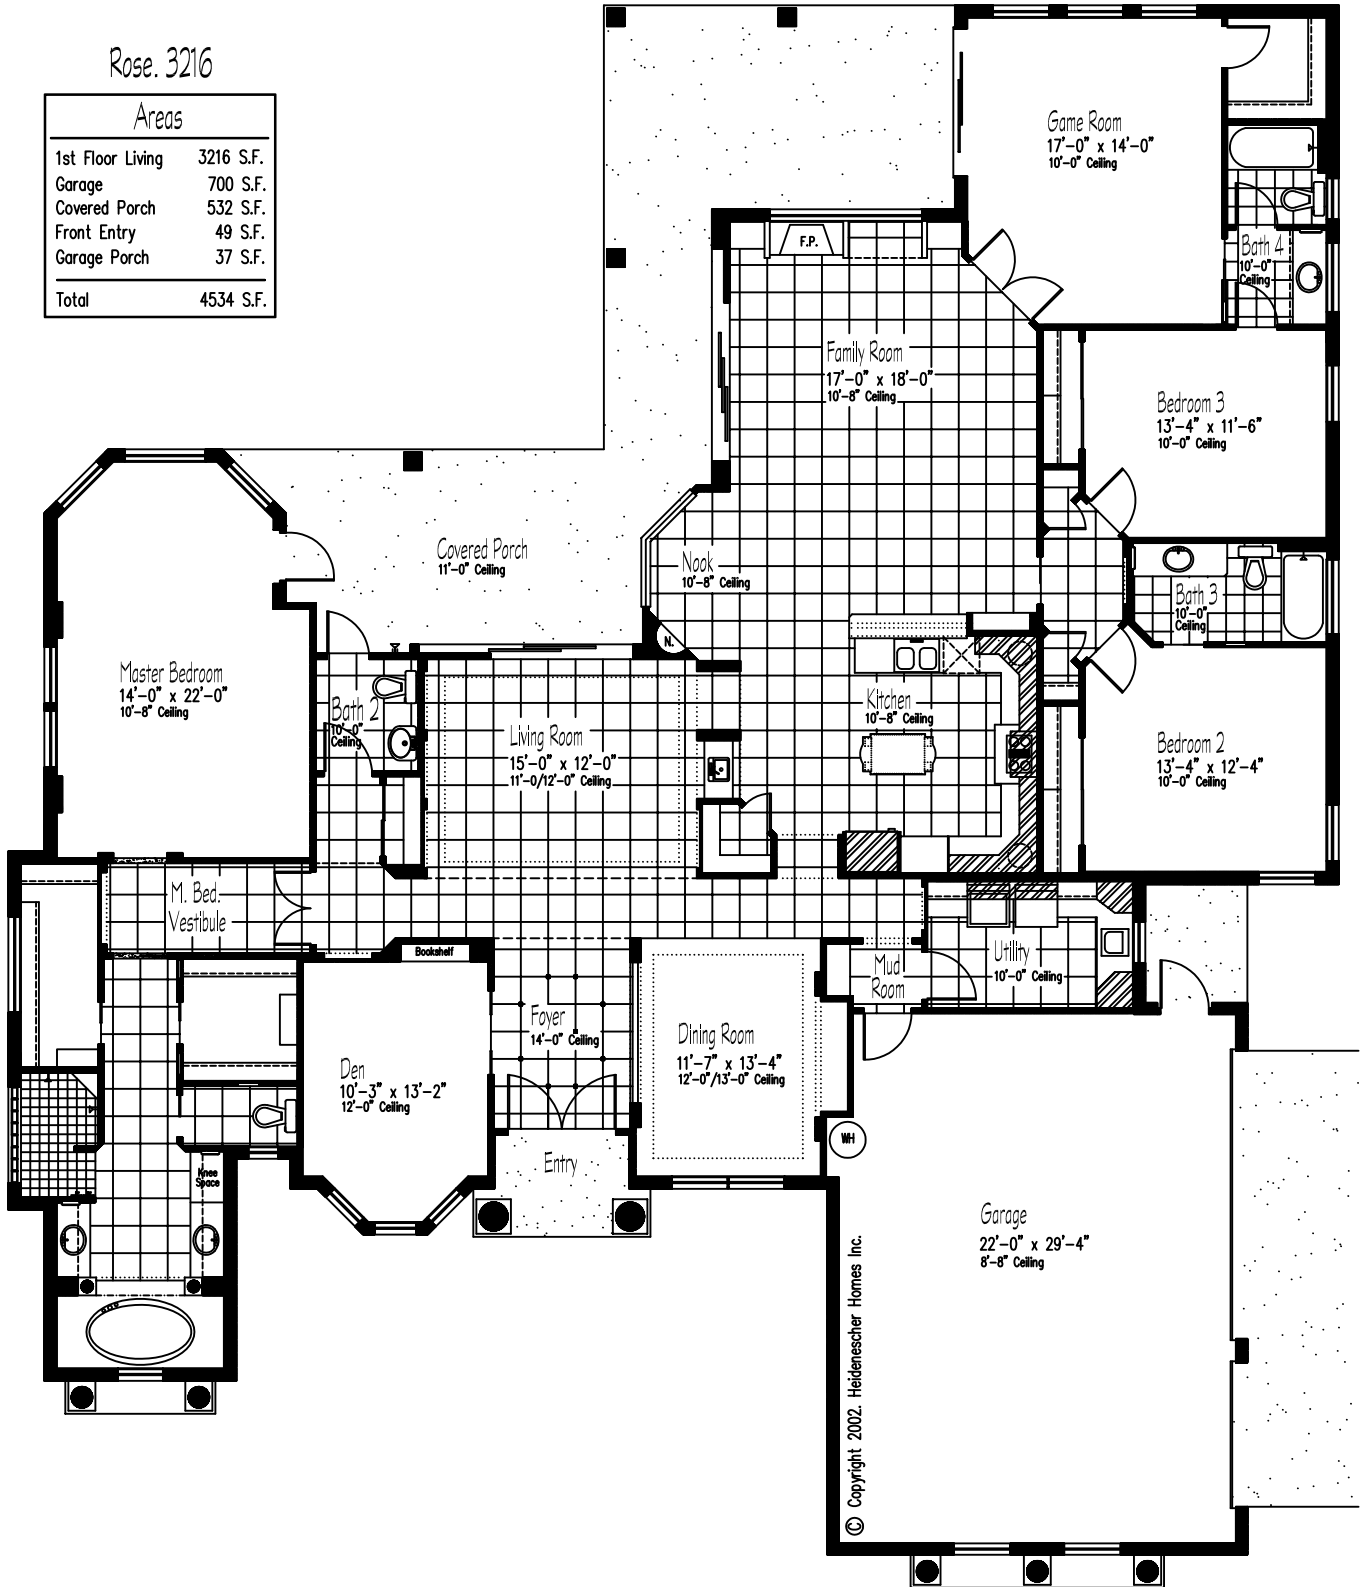 Rose. 3216
Areas
1st Floor Living 3216 S.F.
Garage 700 S.F.
Covered Porch 532 S.F.
Front Entry 49 S.F.
Garage Porch 37 S.F.
Total 4534 S.F.
Game Room
17'-0" x 14'-0"
10'-0" Ceiling
F.P.
Bath 4
10'-0"
Ceiling
Family Room
17'-0" x 18'-0"
10'-8" Ceiling
Bedroom 3
13'-4" x 11'-6"
10'-0" Ceiling
Covered Porch
11'-0" Ceiling
Nook
10'-8" Ceiling
Bath 3
10'-0"
Ceiling
N.
Master Bedroom
14'-0" x 22'-0"
10'-8" Ceiling
Bath 2
10'-0"
Ceiling
Living Room
15'-0" x 12'-0"
11'-0/12'-0" Ceiling
Kitchen
10'-8" Ceiling
Bedroom 2
13'-4" x 12'-4"
10'-0" Ceiling
M. Bed.
Vestibule
Bookshelf
Mud
Room
Utility
10'-0" Ceiling
Foyer
14'-0" Ceiling
Dining Room
11'-7" x 13'-4"
12'-0"/13'-0" Ceiling
Den
10'-3" x 13'-2"
12'-0" Ceiling
WH
Entry
Knee
Space
Garage
22'-0" x 29'-4"
8'-8" Ceiling
© Copyright 2002. Heidenescher Homes Inc.